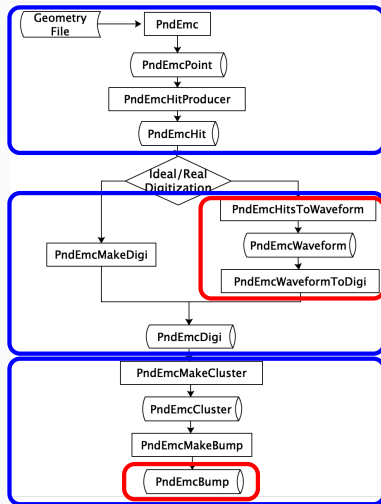 Geometry
File
PndEmc
PndEmcPoint
PndEmcHitProducer
PndEmcHit
Ideal/Real
Digitization
PndEmcHitsToWaveform
PndEmcMakeDigi
PndEmcWaveform
PndEmcWaveformToDigi
PndEmcDigi
PndEmcMakeCluster
PndEmcCluster
PndEmcMakeBump
PndEmcBump